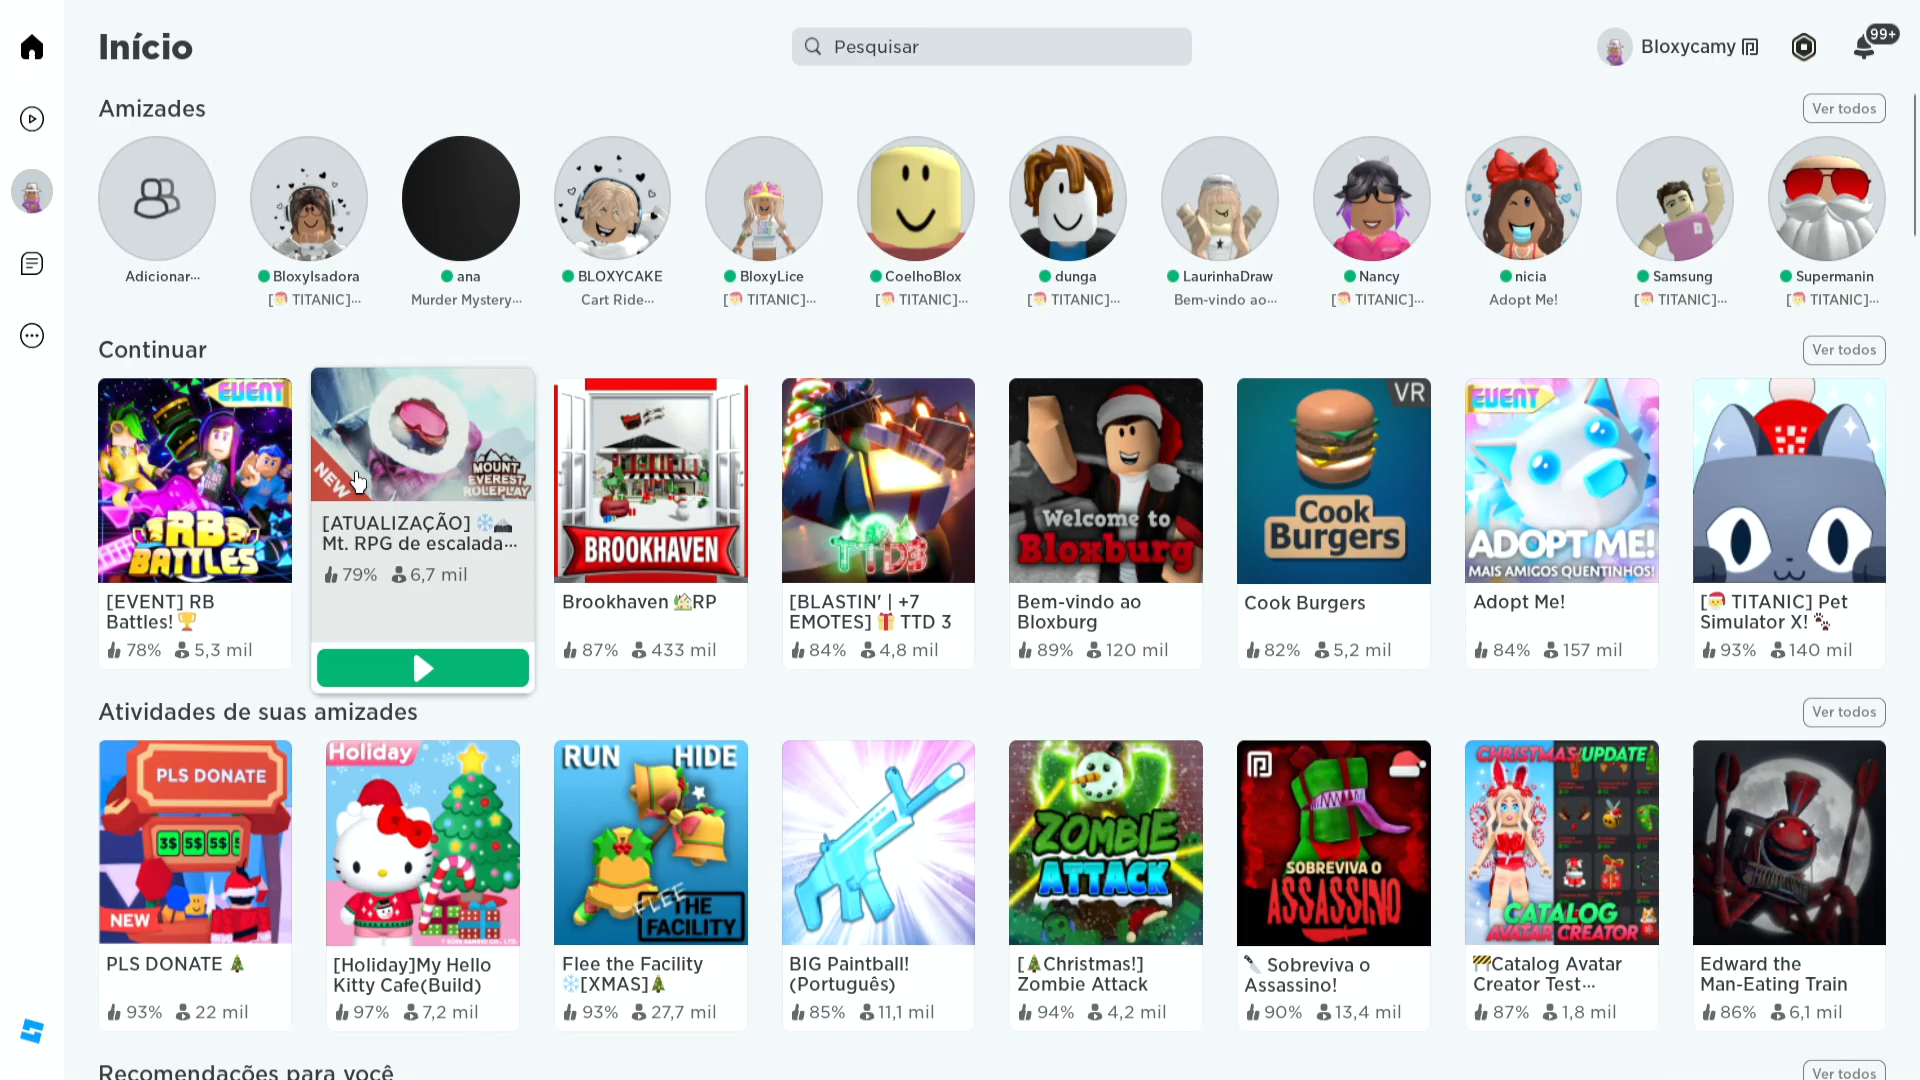 Início
Pesquisar
Bloxycamy
99+
Amizades
Ver todos
Adicionar...
BloxyIsadora
[🎅 TITANIC]...
ana
Murder Mystery...
BLOXYCAKE
Cart Ride...
BloxyLice
[🎅 TITANIC]...
CoelhoBlox
[🎅 TITANIC]...
dunga
[🎅 TITANIC]...
LaurinhaDraw
Bem-vindo ao...
Nancy
[🎅 TITANIC]...
nicia
Adopt Me!
Samsung
[🎅 TITANIC]...
Supermanin
[🎅 TITANIC]...
Continuar
Ver todos
EVENT
RB
BATTLES
[EVENT] RB
Battles! 🏆
78% 5,3 mil
NEW
MOUNT
EVEREST
ROLEPLAY
[ATUALIZAÇÃO] ❄️🏔️
Mt. RPG de escalada...
79% 6,7 mil
BROOKHAVEN
Brookhaven 🏡RP
87% 433 mil
TTD3
[BLASTIN' | +7
EMOTES] 🎁 TTD 3
84% 4,8 mil
Welcome to
Bloxburg
Bem-vindo ao
Bloxburg
89% 120 mil
VR
Cook
Burgers
Cook Burgers
82% 5,2 mil
EVENT
ADOPT ME!
MAIS AMIGOS QUENTINHOS!
Adopt Me!
84% 157 mil
[🎅 TITANIC] Pet
Simulator X! 🐾
93% 140 mil
Atividades de suas amizades
Ver todos
PLS DONATE
3$ 5$ 5$
NEW
PLS DONATE 🎄
93% 22 mil
Holiday
[Holiday]My Hello
Kitty Cafe(Build)
97% 7,2 mil
RUN HIDE
FLEE
THE
FACILITY
Flee the Facility
❄️[XMAS]🎄
93% 27,7 mil
BIG Paintball!
(Português)
85% 11,1 mil
ZOMBIE
ATTACK
[🎄Christmas!]
Zombie Attack
94% 4,2 mil
SOBREVIVA O
ASSASSINO
🔪 Sobreviva o
Assassino!
90% 13,4 mil
CHRISTMAS UPDATE
CATALOG
AVATAR CREATOR
🚧Catalog Avatar
Creator Test...
87% 1,8 mil
Edward the
Man-Eating Train
86% 6,1 mil
Recomendações para você
Ver todos